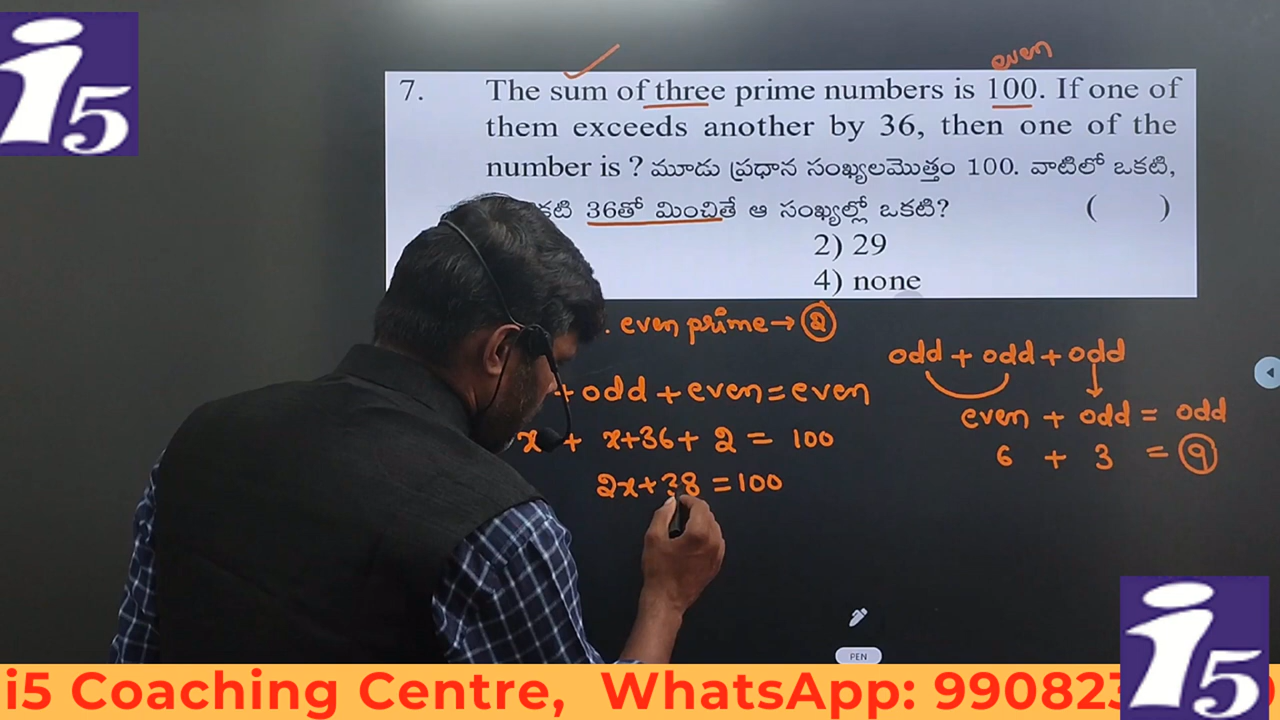 i5
even
7. The sum of three prime numbers is 100. If one of
them exceeds another by 36, then one of the
number is ? మూడు ప్రధాన సంఖ్యలమొత్తం 100. వాటిలో ఒకటి,
36తో మించితే ఆ సంఖ్యల్లో ఒకటి? ( )
2) 29
4) none
even prime→ 2
+ odd + even = even
x + x+36+ 2 = 100
2x+38 = 100
odd + odd + odd
even + odd = odd
6 + 3 = 9
PEN
i5
i5 Coaching Centre, WhatsApp: 99082